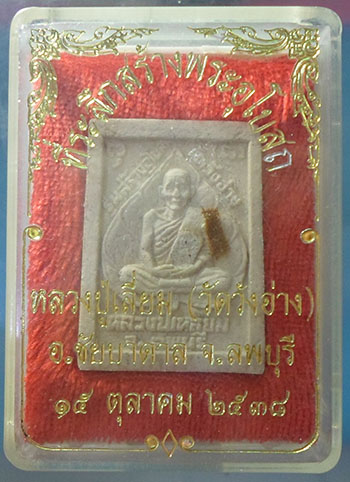 ที่ระลึกสร้างพระอุโบสถ
หลวงปู่เอี่ยม (วัดวังอ่าง)
อ.ชัยบาดาล จ.ลพบุรี
๑๕ ตุลาคม ๒๕๓๘